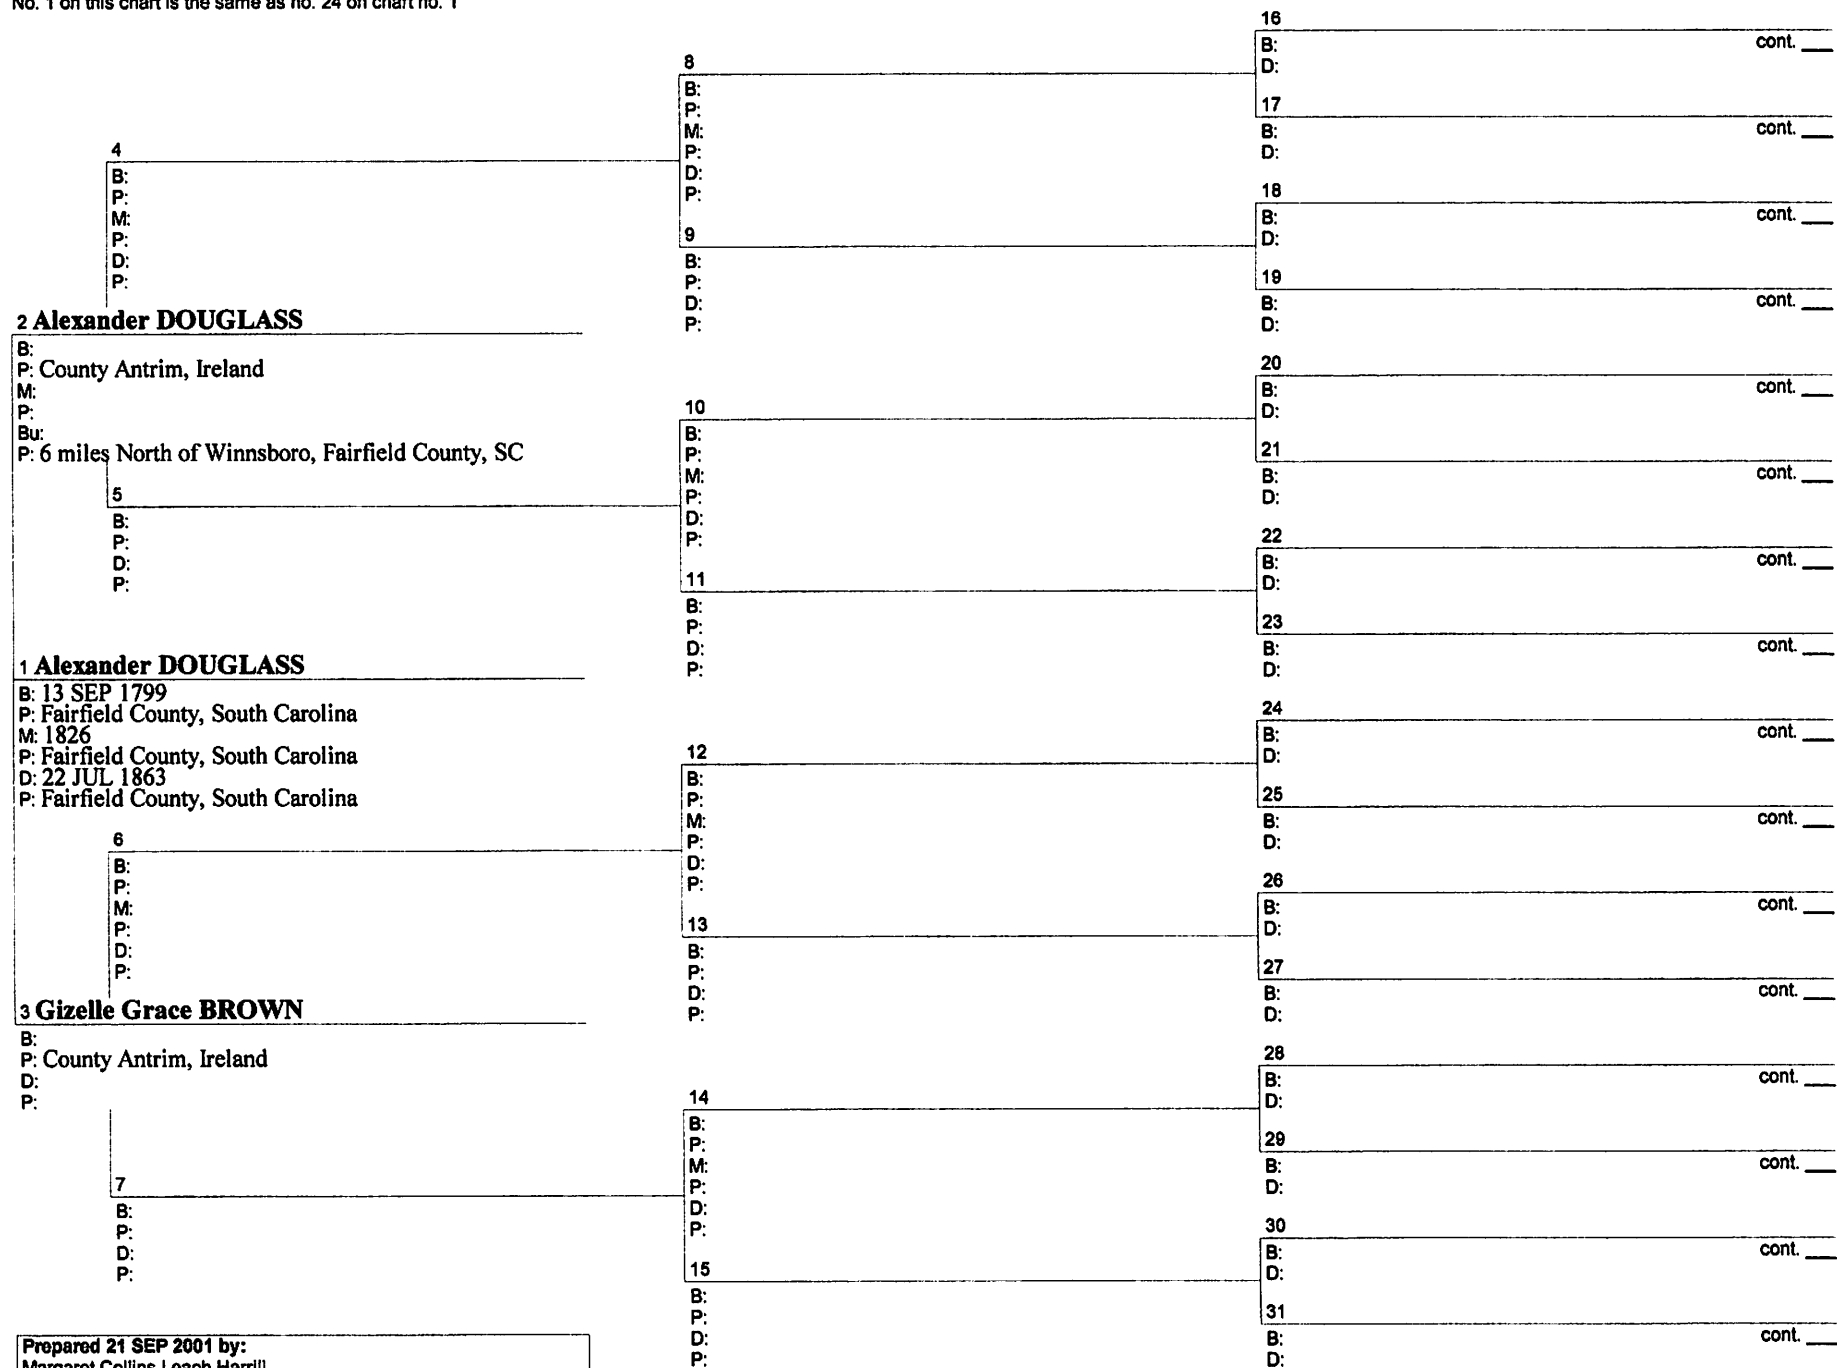 No. 1 on this chart is the same as no. 24 on chart no. 1
16
B: cont. ___
D:
8
B:
P:
M:
P:
D:
P:
17
B: cont. ___
D:
4
B:
P:
M:
P:
D:
P:
18
B: cont. ___
D:
9
B:
P:
D:
P:
19
B: cont. ___
D:
2 Alexander DOUGLASS
B:
P: County Antrim, Ireland
M:
P:
Bu:
P: 6 miles North of Winnsboro, Fairfield County, SC
20
B: cont. ___
D:
10
B:
P:
M:
P:
D:
P:
21
B: cont. ___
D:
5
B:
P:
D:
P:
22
B: cont. ___
D:
11
B:
P:
D:
P:
23
B: cont. ___
D:
1 Alexander DOUGLASS
B: 13 SEP 1799
P: Fairfield County, South Carolina
M: 1826
P: Fairfield County, South Carolina
D: 22 JUL 1863
P: Fairfield County, South Carolina
24
B: cont. ___
D:
12
B:
P:
M:
P:
D:
P:
25
B: cont. ___
D:
6
B:
P:
M:
P:
D:
P:
26
B: cont. ___
D:
13
B:
P:
D:
P:
27
B: cont. ___
D:
3 Gizelle Grace BROWN
B:
P: County Antrim, Ireland
D:
P:
28
B: cont. ___
D:
14
B:
P:
M:
P:
D:
P:
29
B: cont. ___
D:
7
B:
P:
D:
P:
30
B: cont. ___
D:
15
B:
P:
D:
P:
31
B: cont. ___
D:
Prepared 21 SEP 2001 by:
Margaret Collins Leach Harrill